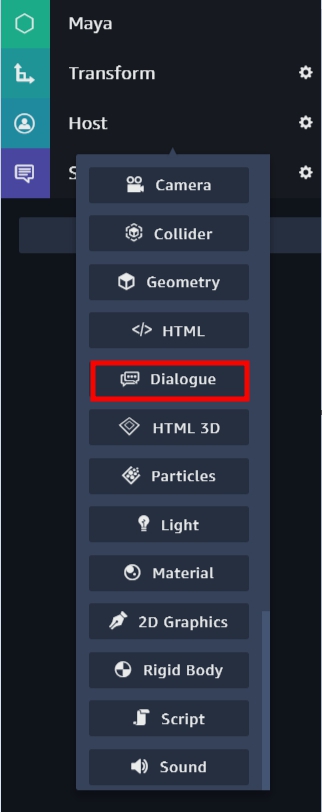 Maya
Transform
Host
S
Camera
Collider
Geometry
</> HTML
Dialogue
HTML 3D
Particles
Light
Material
2D Graphics
Rigid Body
Script
Sound